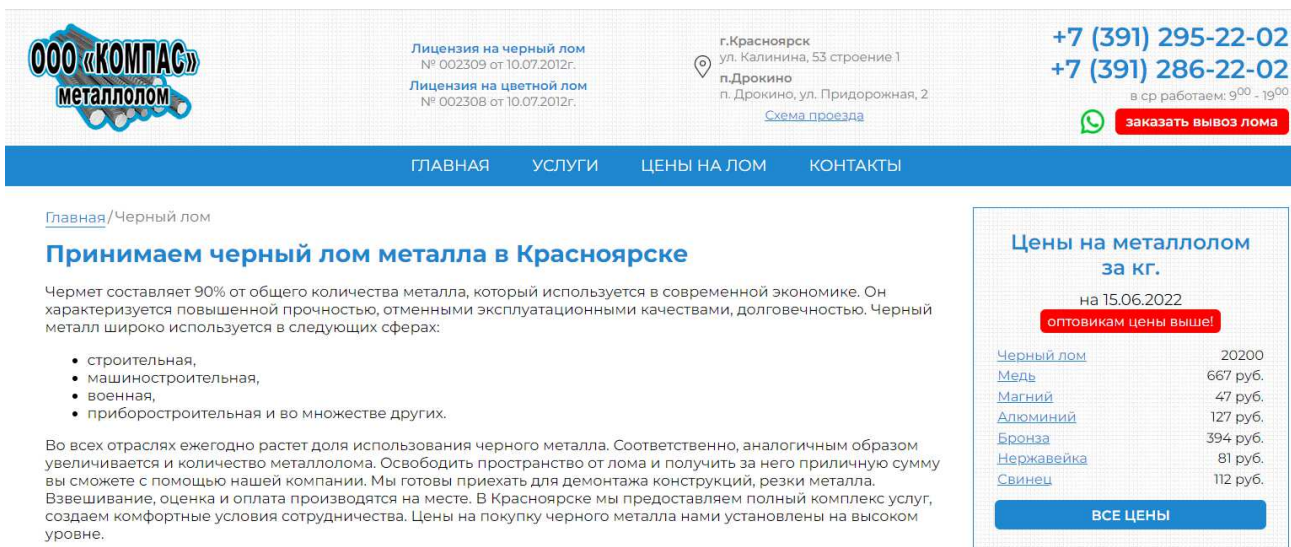 ООО «КОМПАС»
металлолом
Лицензия на черный лом
№ 002309 от 10.07.2012г.
Лицензия на цветной лом
№ 002308 от 10.07.2012г.
г.Красноярск
ул. Калинина, 53 строение 1
п.Дрокино
п. Дрокино, ул. Придорожная, 2
Схема проезда
+7 (391) 295-22-02
+7 (391) 286-22-02
в ср работаем: 9⁰⁰ - 19⁰⁰
заказать вывоз лома
ГЛАВНАЯ УСЛУГИ ЦЕНЫ НА ЛОМ КОНТАКТЫ
Главная/Черный лом
Принимаем черный лом металла в Красноярске
Чермет составляет 90% от общего количества металла, который используется в современной экономике. Он
характеризуется повышенной прочностью, отменными эксплуатационными качествами, долговечностью. Черный
металл широко используется в следующих сферах:
• строительная,
• машиностроительная,
• военная,
• приборостроительная и во множестве других.
Во всех отраслях ежегодно растет доля использования черного металла. Соответственно, аналогичным образом
увеличивается и количество металлолома. Освободить пространство от лома и получить за него приличную сумму
вы сможете с помощью нашей компании. Мы готовы приехать для демонтажа конструкций, резки металла.
Взвешивание, оценка и оплата производятся на месте. В Красноярске мы предоставляем полный комплекс услуг,
создаем комфортные условия сотрудничества. Цены на покупку черного металла нами установлены на высоком
уровне.
Цены на металлолом
за кг.
на 15.06.2022
оптовикам цены выше!
Черный лом 20200
Медь 667 руб.
Магний 47 руб.
Алюминий 127 руб.
Бронза 394 руб.
Нержавейка 81 руб.
Свинец 112 руб.
ВСЕ ЦЕНЫ